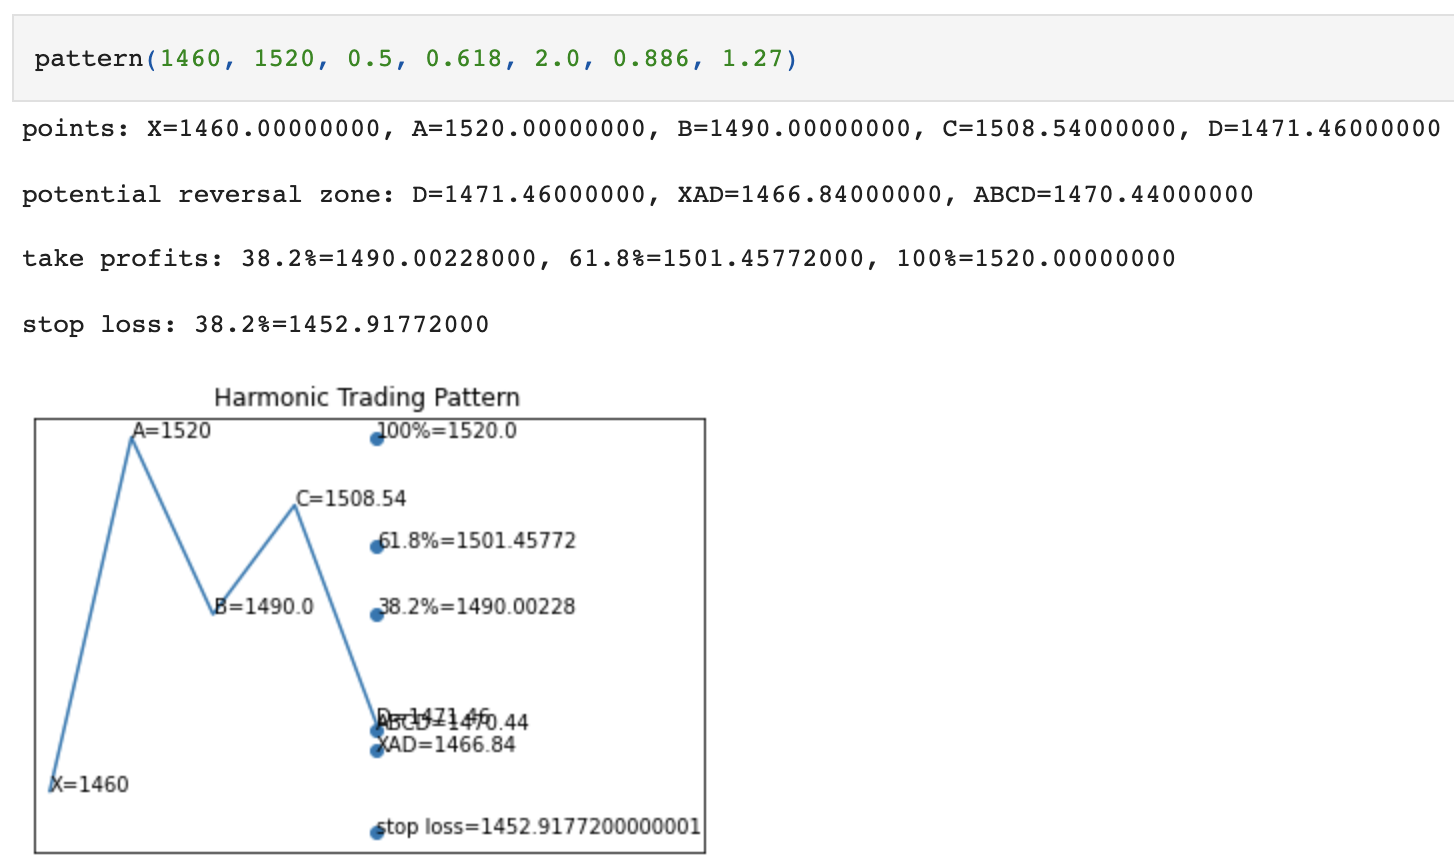 pattern(1460, 1520, 0.5, 0.618, 2.0, 0.886, 1.27)
points: X=1460.00000000, A=1520.00000000, B=1490.00000000, C=1508.54000000, D=1471.46000000
potential reversal zone: D=1471.46000000, XAD=1466.84000000, ABCD=1470.44000000
take profits: 38.2%=1490.00228000, 61.8%=1501.45772000, 100%=1520.00000000
stop loss: 38.2%=1452.91772000
Harmonic Trading Pattern
A=1520
100%=1520.0
C=1508.54
61.8%=1501.45772
B=1490.0
38.2%=1490.00228
D=1471.46
ABCD=1470.44
XAD=1466.84
X=1460
stop loss=1452.9177200000001